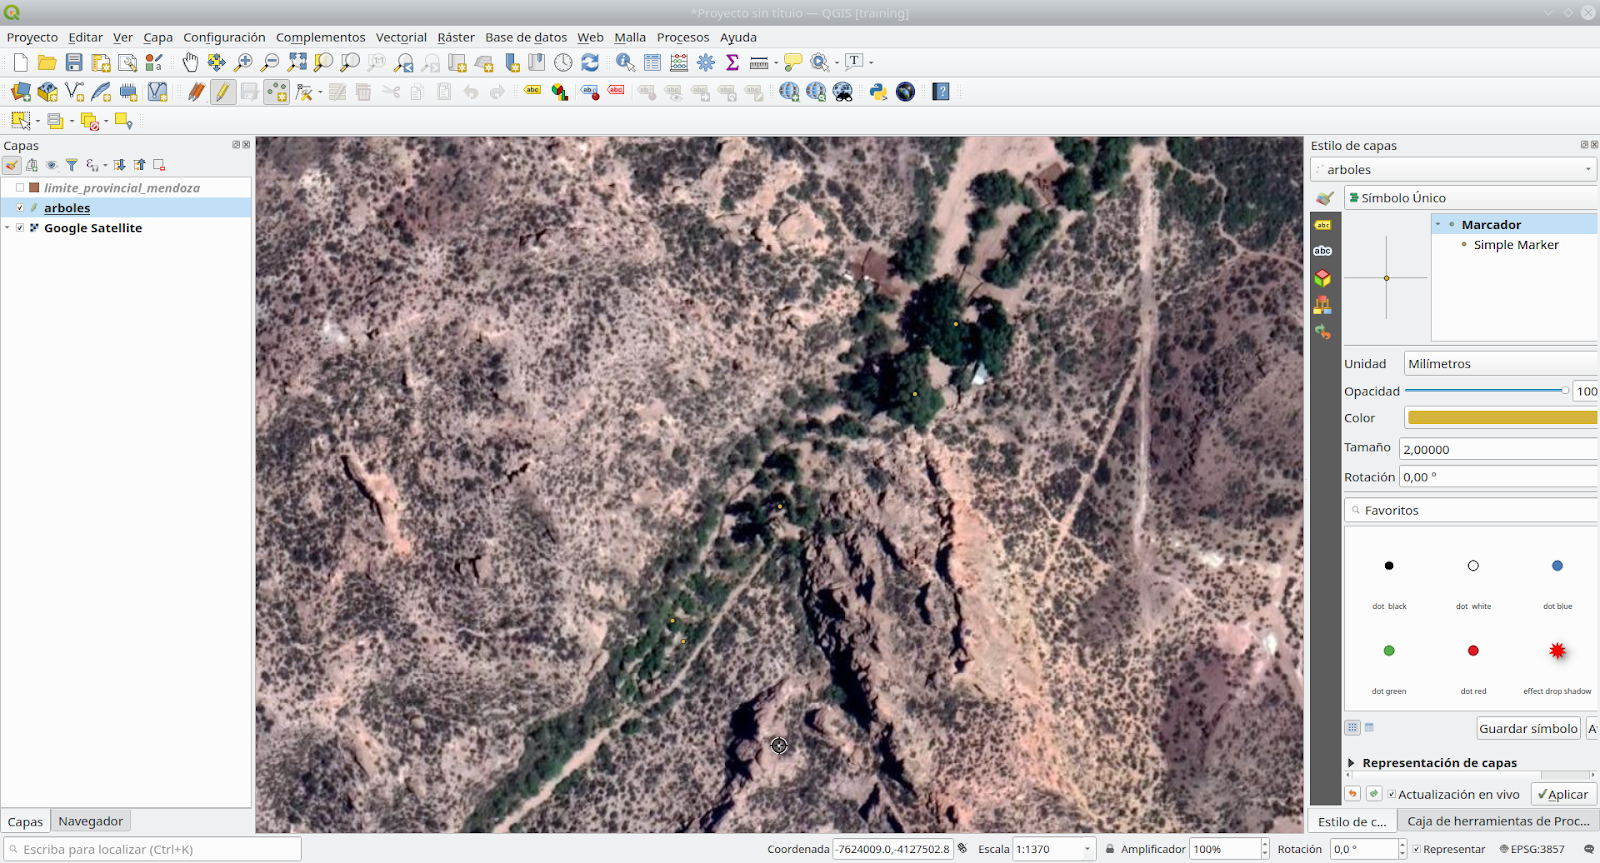 *Proyecto sin título — QGIS [training]
Proyecto Editar Ver Capa Configuración Complementos Vectorial Ráster Base de datos Web Malla Procesos Ayuda
Capas
limite_provincial_mendoza
arboles
Google Satellite
Capas Navegador
Estilo de capas
arboles
Símbolo Único
Marcador
Simple Marker
Unidad Milímetros
Opacidad 100
Color
Tamaño 2,00000
Rotación 0,00 °
Favoritos
dot black dot white dot blue
dot green dot red effect drop shadow
Guardar símbolo A
Representación de capas
Actualización en vivo Aplicar
Estilo de c... Caja de herramientas de Proc...
Escriba para localizar (Ctrl+K) Coordenada -7624009.0,-4127502.8 Escala 1:1370 Amplificador 100% Rotación 0,0 ° Representar EPSG:3857